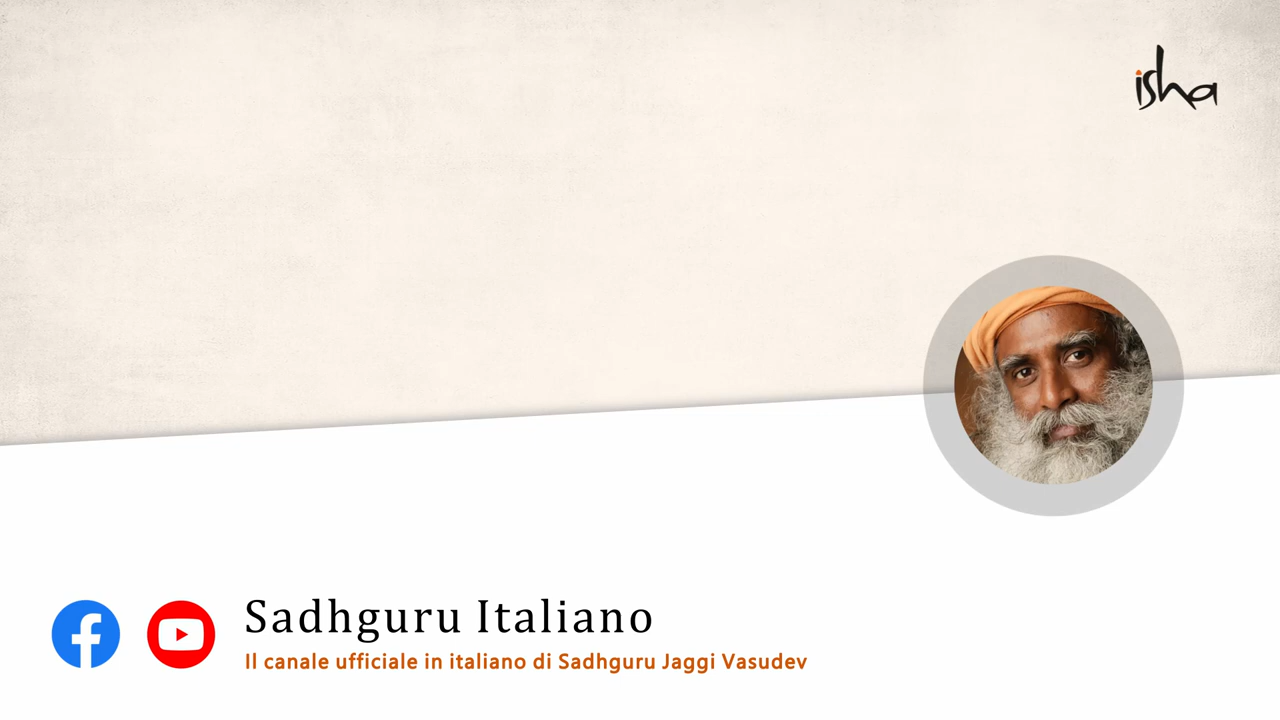 isha
Sadhguru Italiano
Il canale ufficiale in italiano di Sadhguru Jaggi Vasudev